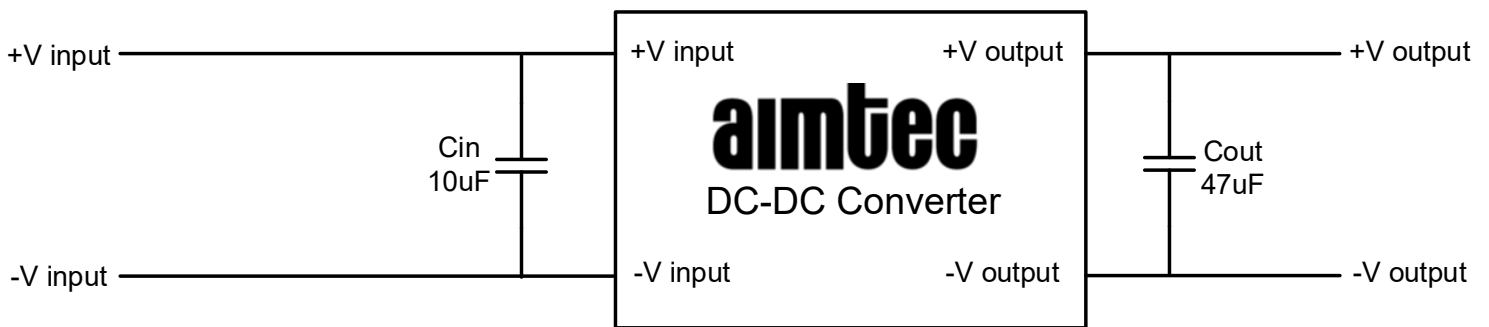 +V input
+V input
+V output
+V output
aimtec
DC-DC Converter
Cin
10uF
Cout
47uF
-V input
-V input
-V output
-V output